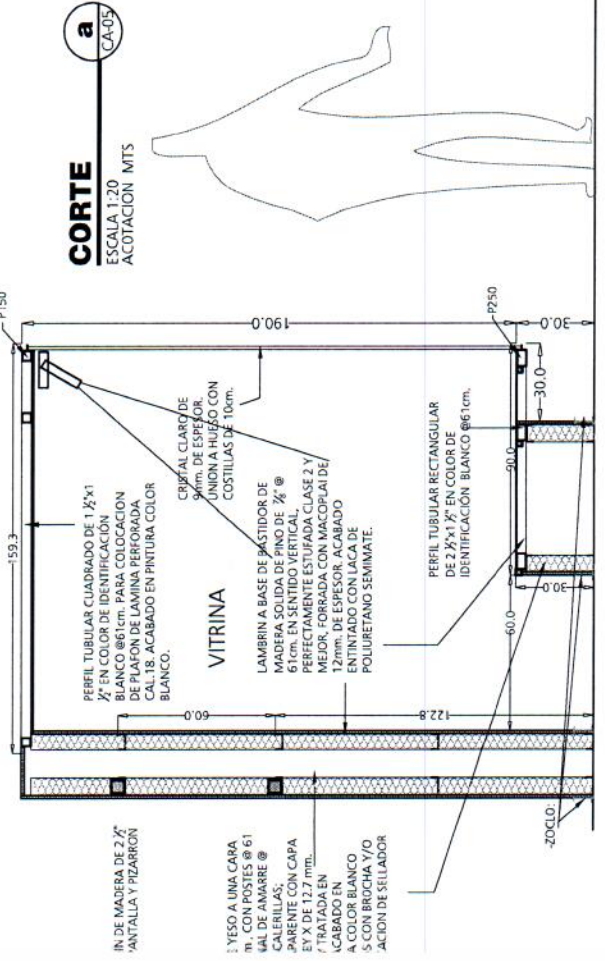 a
CA-05
CORTE
ESCALA 1:20
ACOTACION MTS
P150
159.3
190.0
P250
30.0
30.0
90.0
30.0
60.0
60.0
122.8
PERFIL TUBULAR CUADRADO DE 1 ½"x1
½" EN COLOR DE IDENTIFICACIÓN
BLANCO @61cm. PARA COLOCACION
DE PLAFON DE LAMINA PERFORADA
CAL.18. ACABADO EN PINTURA COLOR
BLANCO.
CRISTAL CLARO DE
9mm. DE ESPESOR.
UNION A HUESO CON
COSTILLAS DE 10cm.
VITRINA
LAMBRIN A BASE DE BASTIDOR DE
MADERA SOLIDA DE PINO DE ⅞" @
61cm. EN SENTIDO VERTICAL,
PERFECTAMENTE ESTUFADA CLASE 2 Y
MEJOR, FORRADA CON MACOPLAI DE
12mm. DE ESPESOR. ACABADO
ENTINTADO CON LACA DE
POLIURETANO SEMIMATE.
PERFIL TUBULAR RECTANGULAR
DE 2 ½"x1 ½" EN COLOR DE
IDENTIFICACIÓN BLANCO @61cm.
IN DE MADERA DE 2 ½"
PANTALLA Y PIZARRON
E YESO A UNA CARA
m. CON POSTES @ 61
NAL DE AMARRE @
CALERILLAS;
PARENTE CON CAPA
EY X DE 12.7 mm.
Y TRATADA EN
ACABADO EN
A COLOR BLANCO
S CON BROCHA Y/O
ACION DE SELLADOR
-ZOCLO: